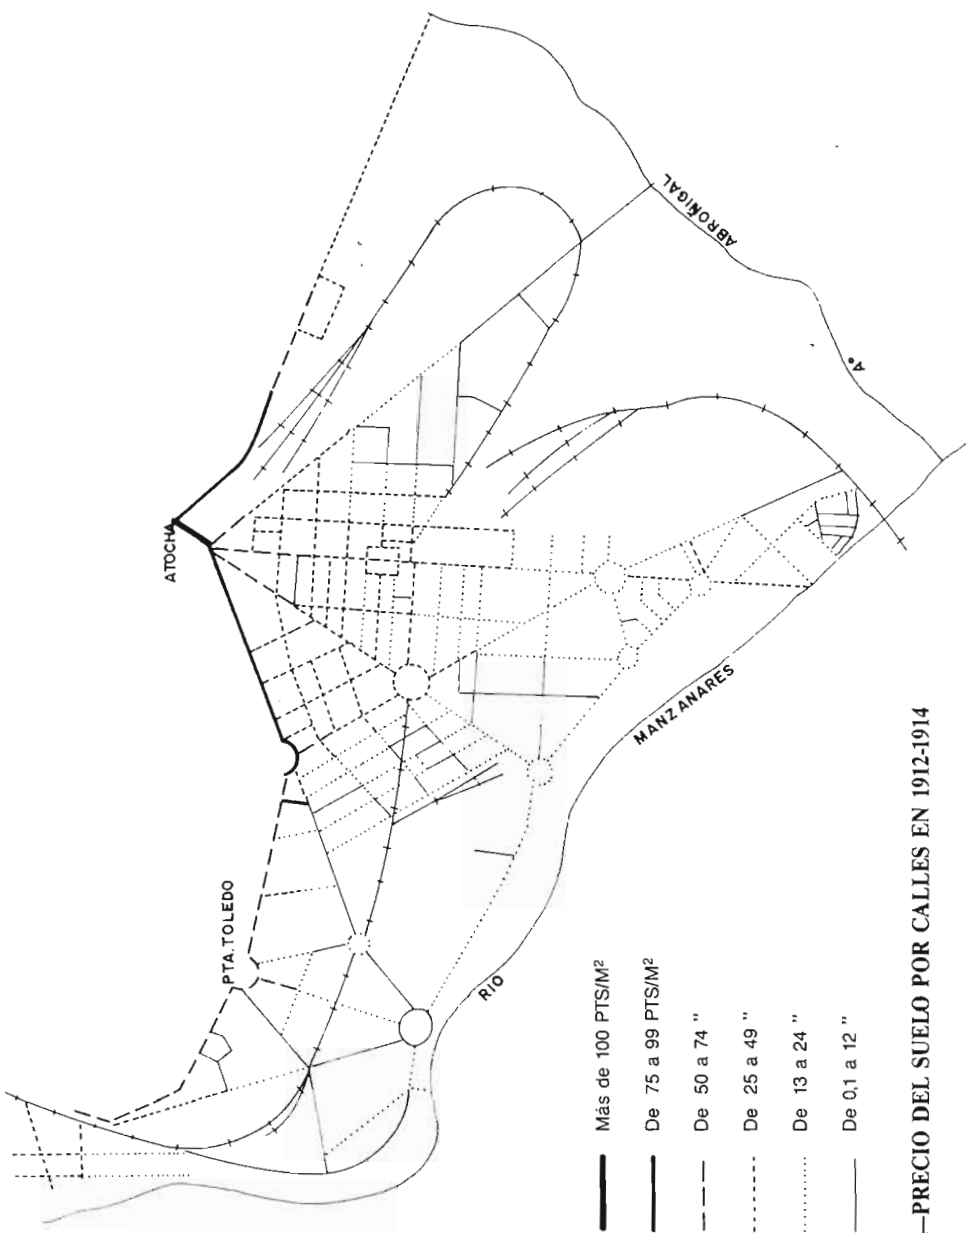 ATOCHA
PTA. TOLEDO
ABROÑIGAL
Aº
MANZANARES
RIO
Más de 100 PTS/M²
De 75 a 99 PTS/M²
De 50 a 74 "
De 25 a 49 "
De 13 a 24 "
De 0,1 a 12 "
—PRECIO DEL SUELO POR CALLES EN 1912-1914